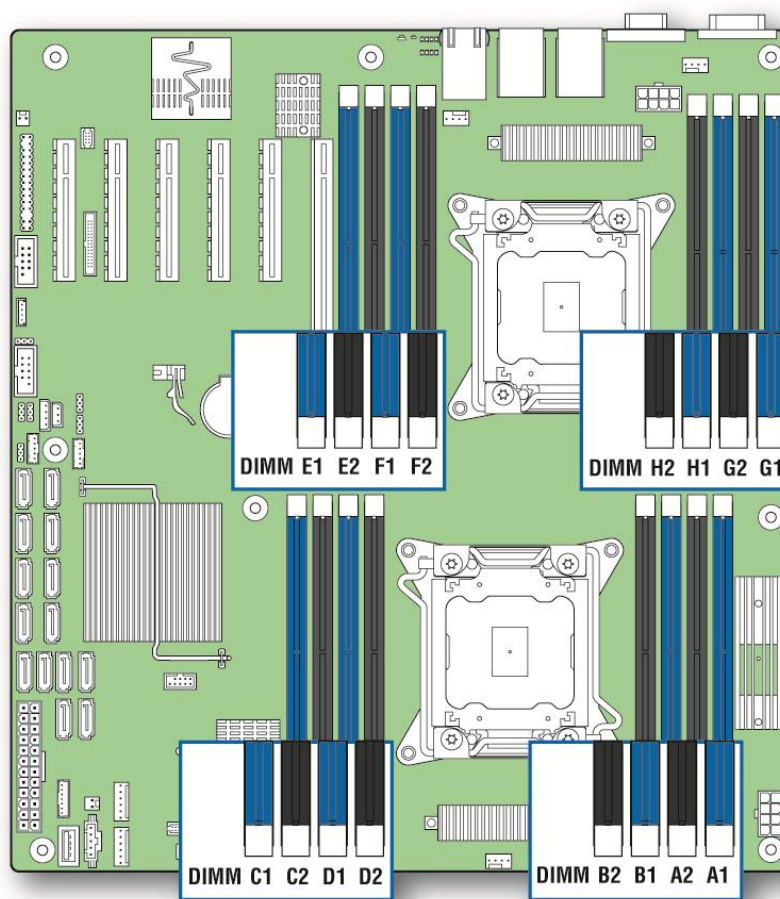 DIMM E1 E2 F1 F2
DIMM H2 H1 G2 G1
DIMM C1 C2 D1 D2
DIMM B2 B1 A2 A1